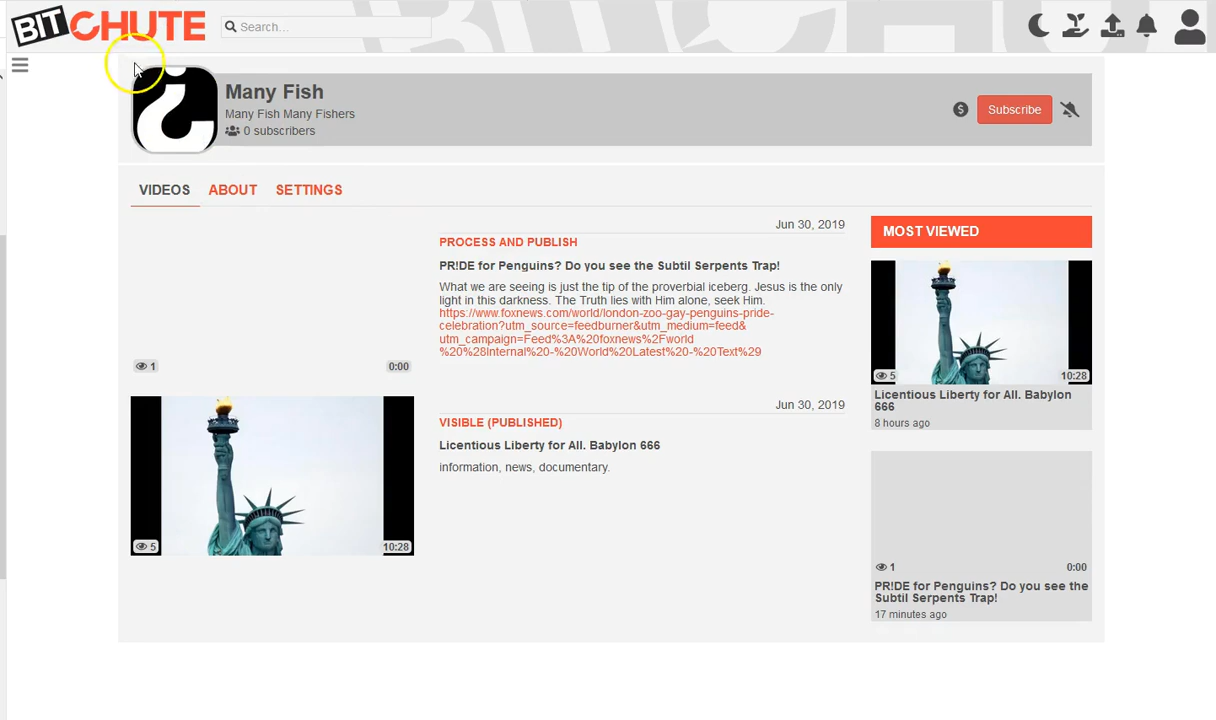 BITCHUTE
Search...
Many Fish
Many Fish Many Fishers
0 subscribers
Subscribe
VIDEOS ABOUT SETTINGS
Jun 30, 2019
PROCESS AND PUBLISH
PR!DE for Penguins? Do you see the Subtil Serpents Trap!
What we are seeing is just the tip of the proverbial iceberg. Jesus is the only
light in this darkness. The Truth lies with Him alone, seek Him.
https://www.foxnews.com/world/london-zoo-gay-penguins-pride-
celebration?utm_source=feedburner&utm_medium=feed&
utm_campaign=Feed%3A%20foxnews%2Fworld
%20%28Internal%20-%20World%20Latest%20-%20Text%29
1 0:00
Jun 30, 2019
VISIBLE (PUBLISHED)
Licentious Liberty for All. Babylon 666
information, news, documentary.
5 10:28
MOST VIEWED
5 10:28
Licentious Liberty for All. Babylon
666
8 hours ago
1 0:00
PR!DE for Penguins? Do you see the
Subtil Serpents Trap!
17 minutes ago